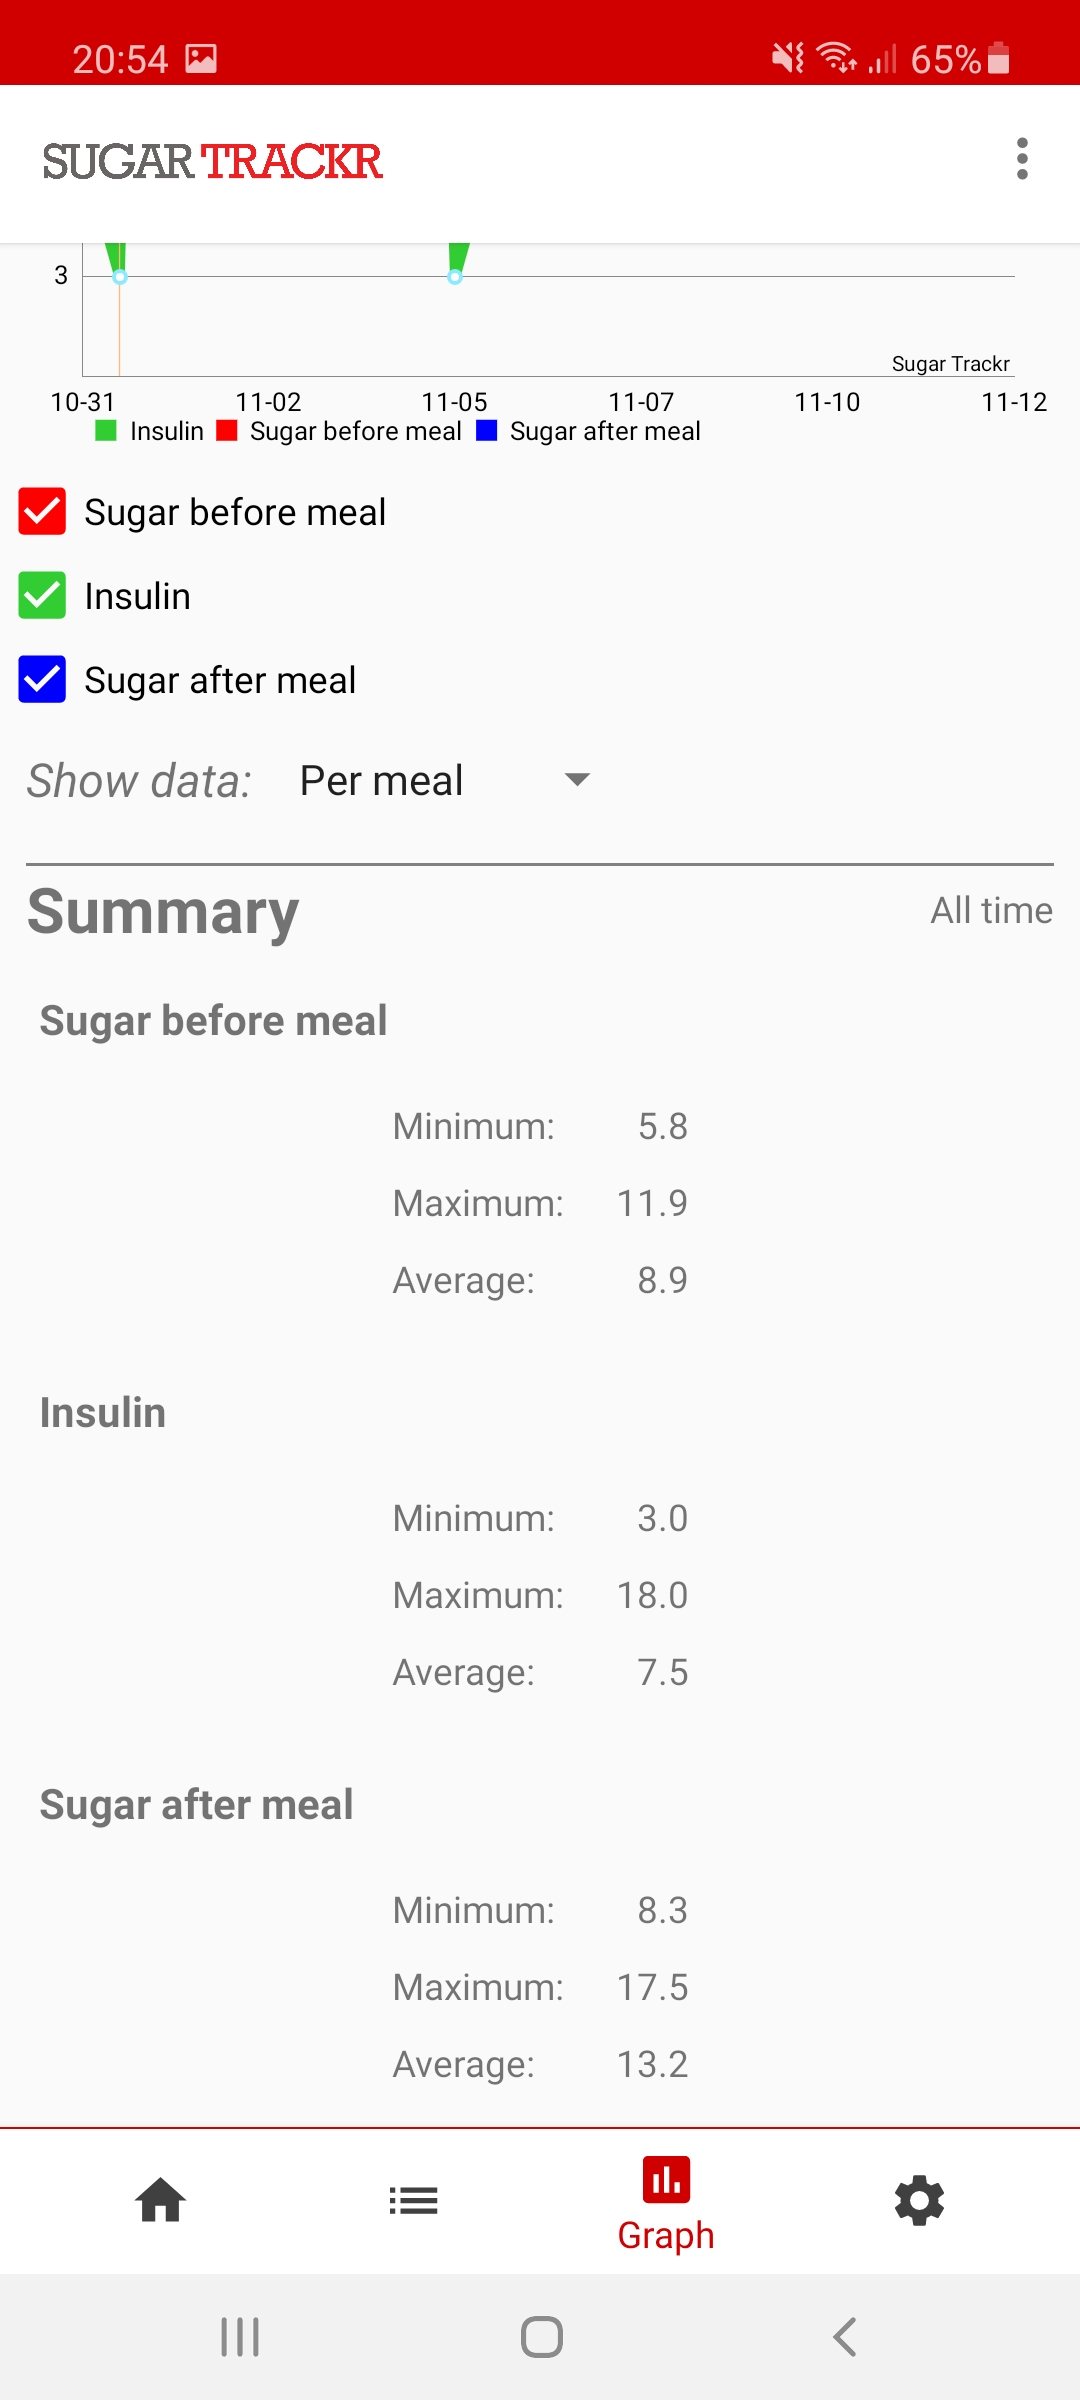 20:54 65%
SUGAR TRACKR
3
Sugar Trackr
10-31 11-02 11-05 11-07 11-10 11-12
Insulin Sugar before meal Sugar after meal
Sugar before meal
Insulin
Sugar after meal
Show data: Per meal
Summary All time
Sugar before meal
Minimum: 5.8
Maximum: 11.9
Average: 8.9
Insulin
Minimum: 3.0
Maximum: 18.0
Average: 7.5
Sugar after meal
Minimum: 8.3
Maximum: 17.5
Average: 13.2
Graph